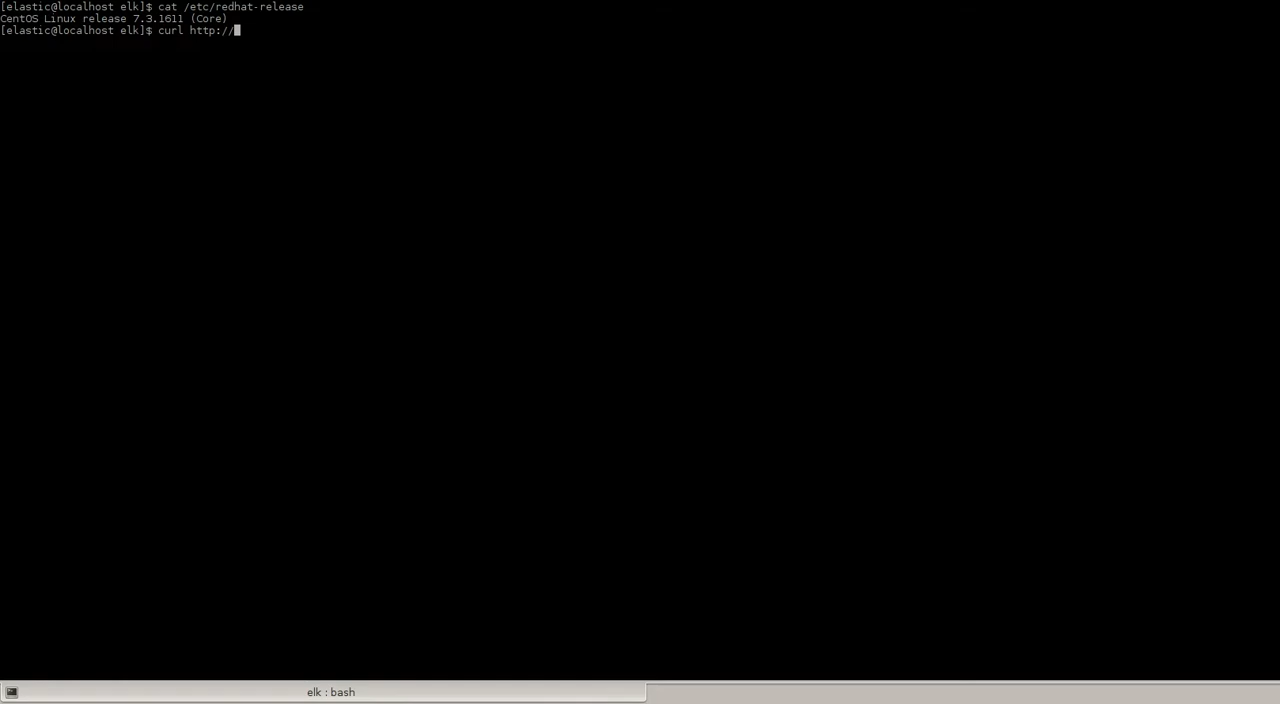 [elastic@localhost elk]$ cat /etc/redhat-release
CentOS Linux release 7.3.1611 (Core)
[elastic@localhost elk]$ curl http://
elk : bash